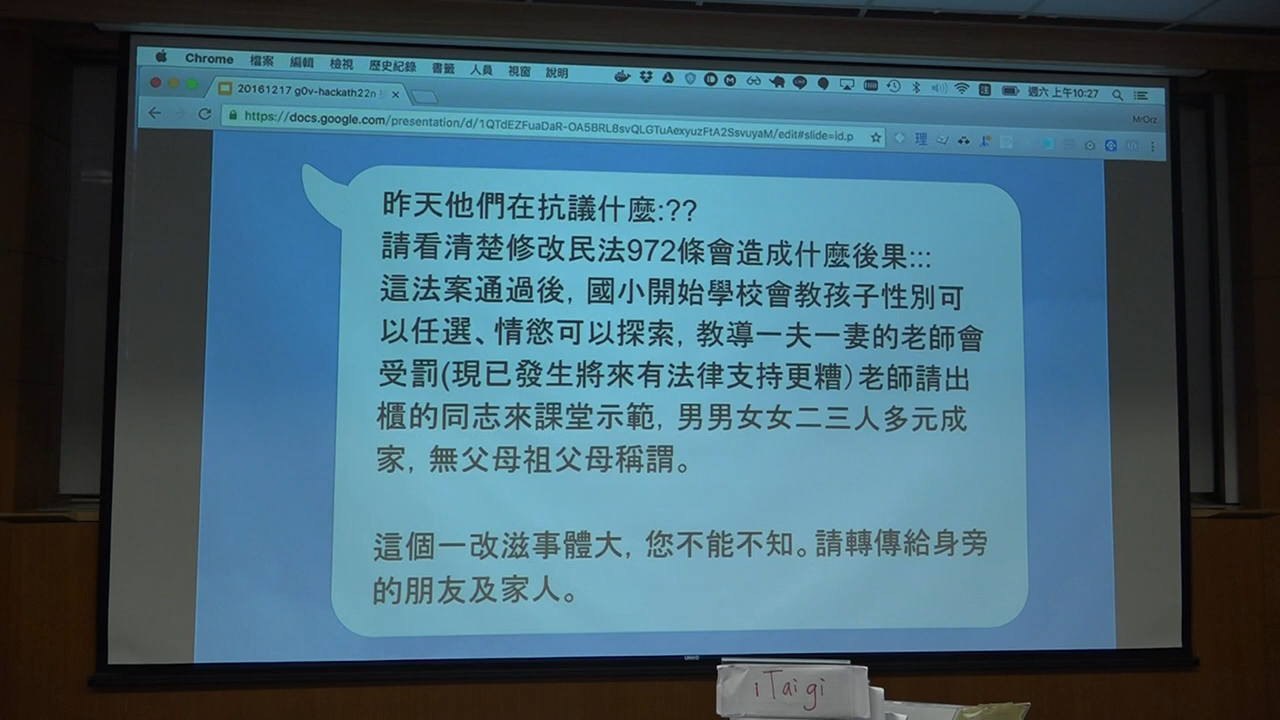 Chrome 檔案 編輯 檢視 歷史紀錄 書籤 人員 視窗 說明 週六 上午10:27
20161217 g0v-hackath22n
MrOrz
https://docs.google.com/presentation/d/1QTdEZFuaDaR-OA5BRL8svQLGTuAexyuzFtA2SsvuyaM/edit#slide=id.p
昨天他們在抗議什麼:??
請看清楚修改民法972條會造成什麼後果:::
這法案通過後, 國小開始學校會教孩子性別可
以任選、情慾可以探索, 教導一夫一妻的老師會
受罰(現已發生將來有法律支持更糟)老師請出
櫃的同志來課堂示範, 男男女女二三人多元成
家, 無父母祖父母稱謂。
這個一改滋事體大, 您不能不知。請轉傳給身旁
的朋友及家人。
iTaigi